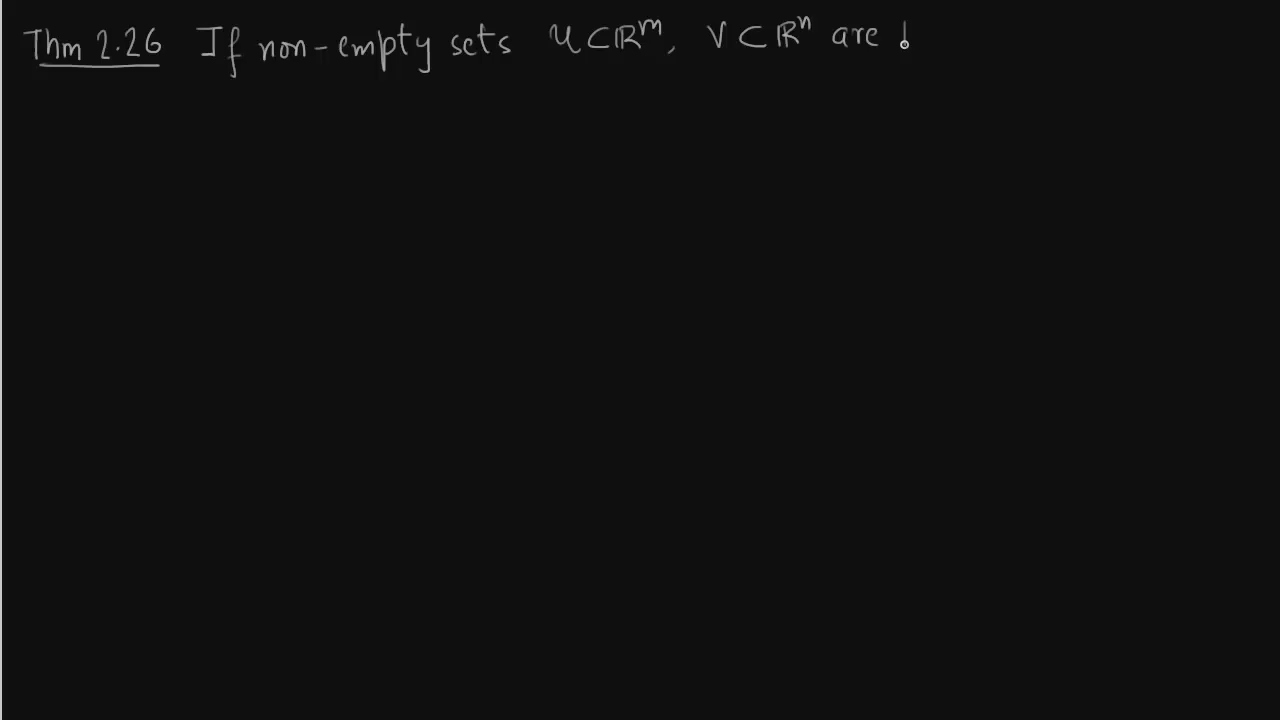 Thm 2.26 If non-empty sets U⊂ℝᵐ, V⊂ℝⁿ are